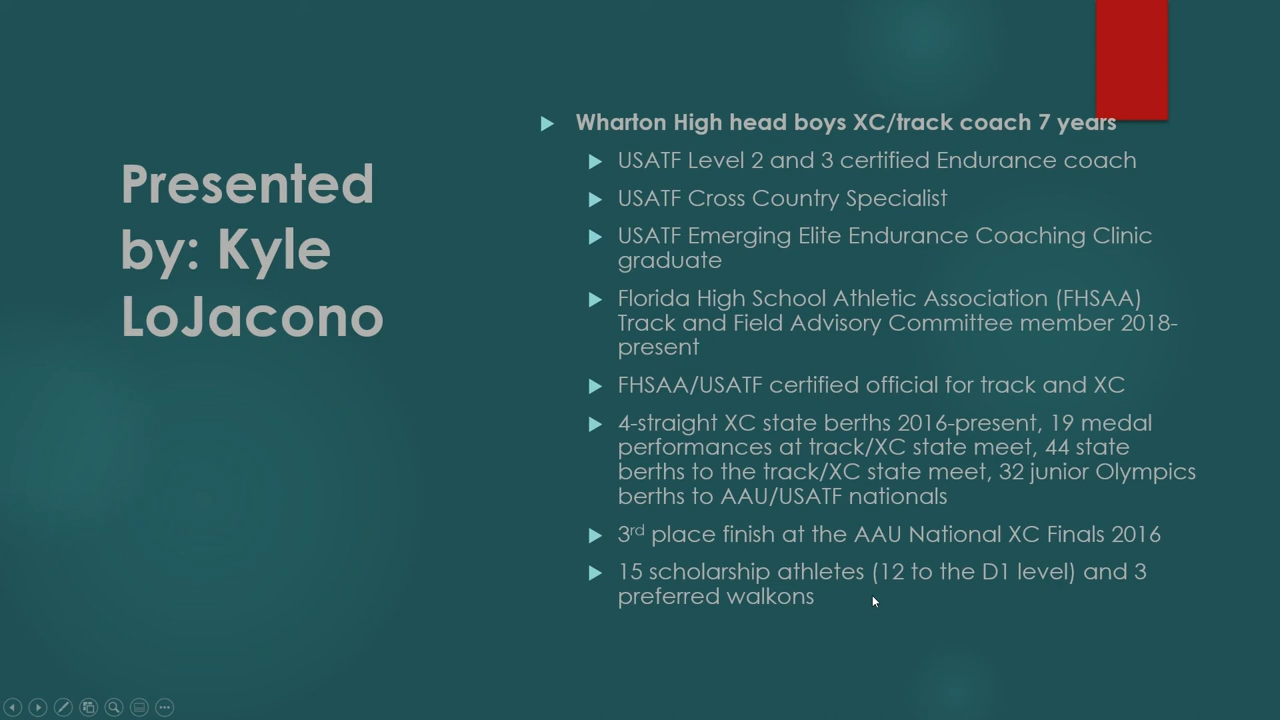 Presented
by: Kyle
LoJacono
Wharton High head boys XC/track coach 7 years
USATF Level 2 and 3 certified Endurance coach
USATF Cross Country Specialist
USATF Emerging Elite Endurance Coaching Clinic
graduate
Florida High School Athletic Association (FHSAA)
Track and Field Advisory Committee member 2018-
present
FHSAA/USATF certified official for track and XC
4-straight XC state berths 2016-present, 19 medal
performances at track/XC state meet, 44 state
berths to the track/XC state meet, 32 junior Olympics
berths to AAU/USATF nationals
3rd place finish at the AAU National XC Finals 2016
15 scholarship athletes (12 to the D1 level) and 3
preferred walkons